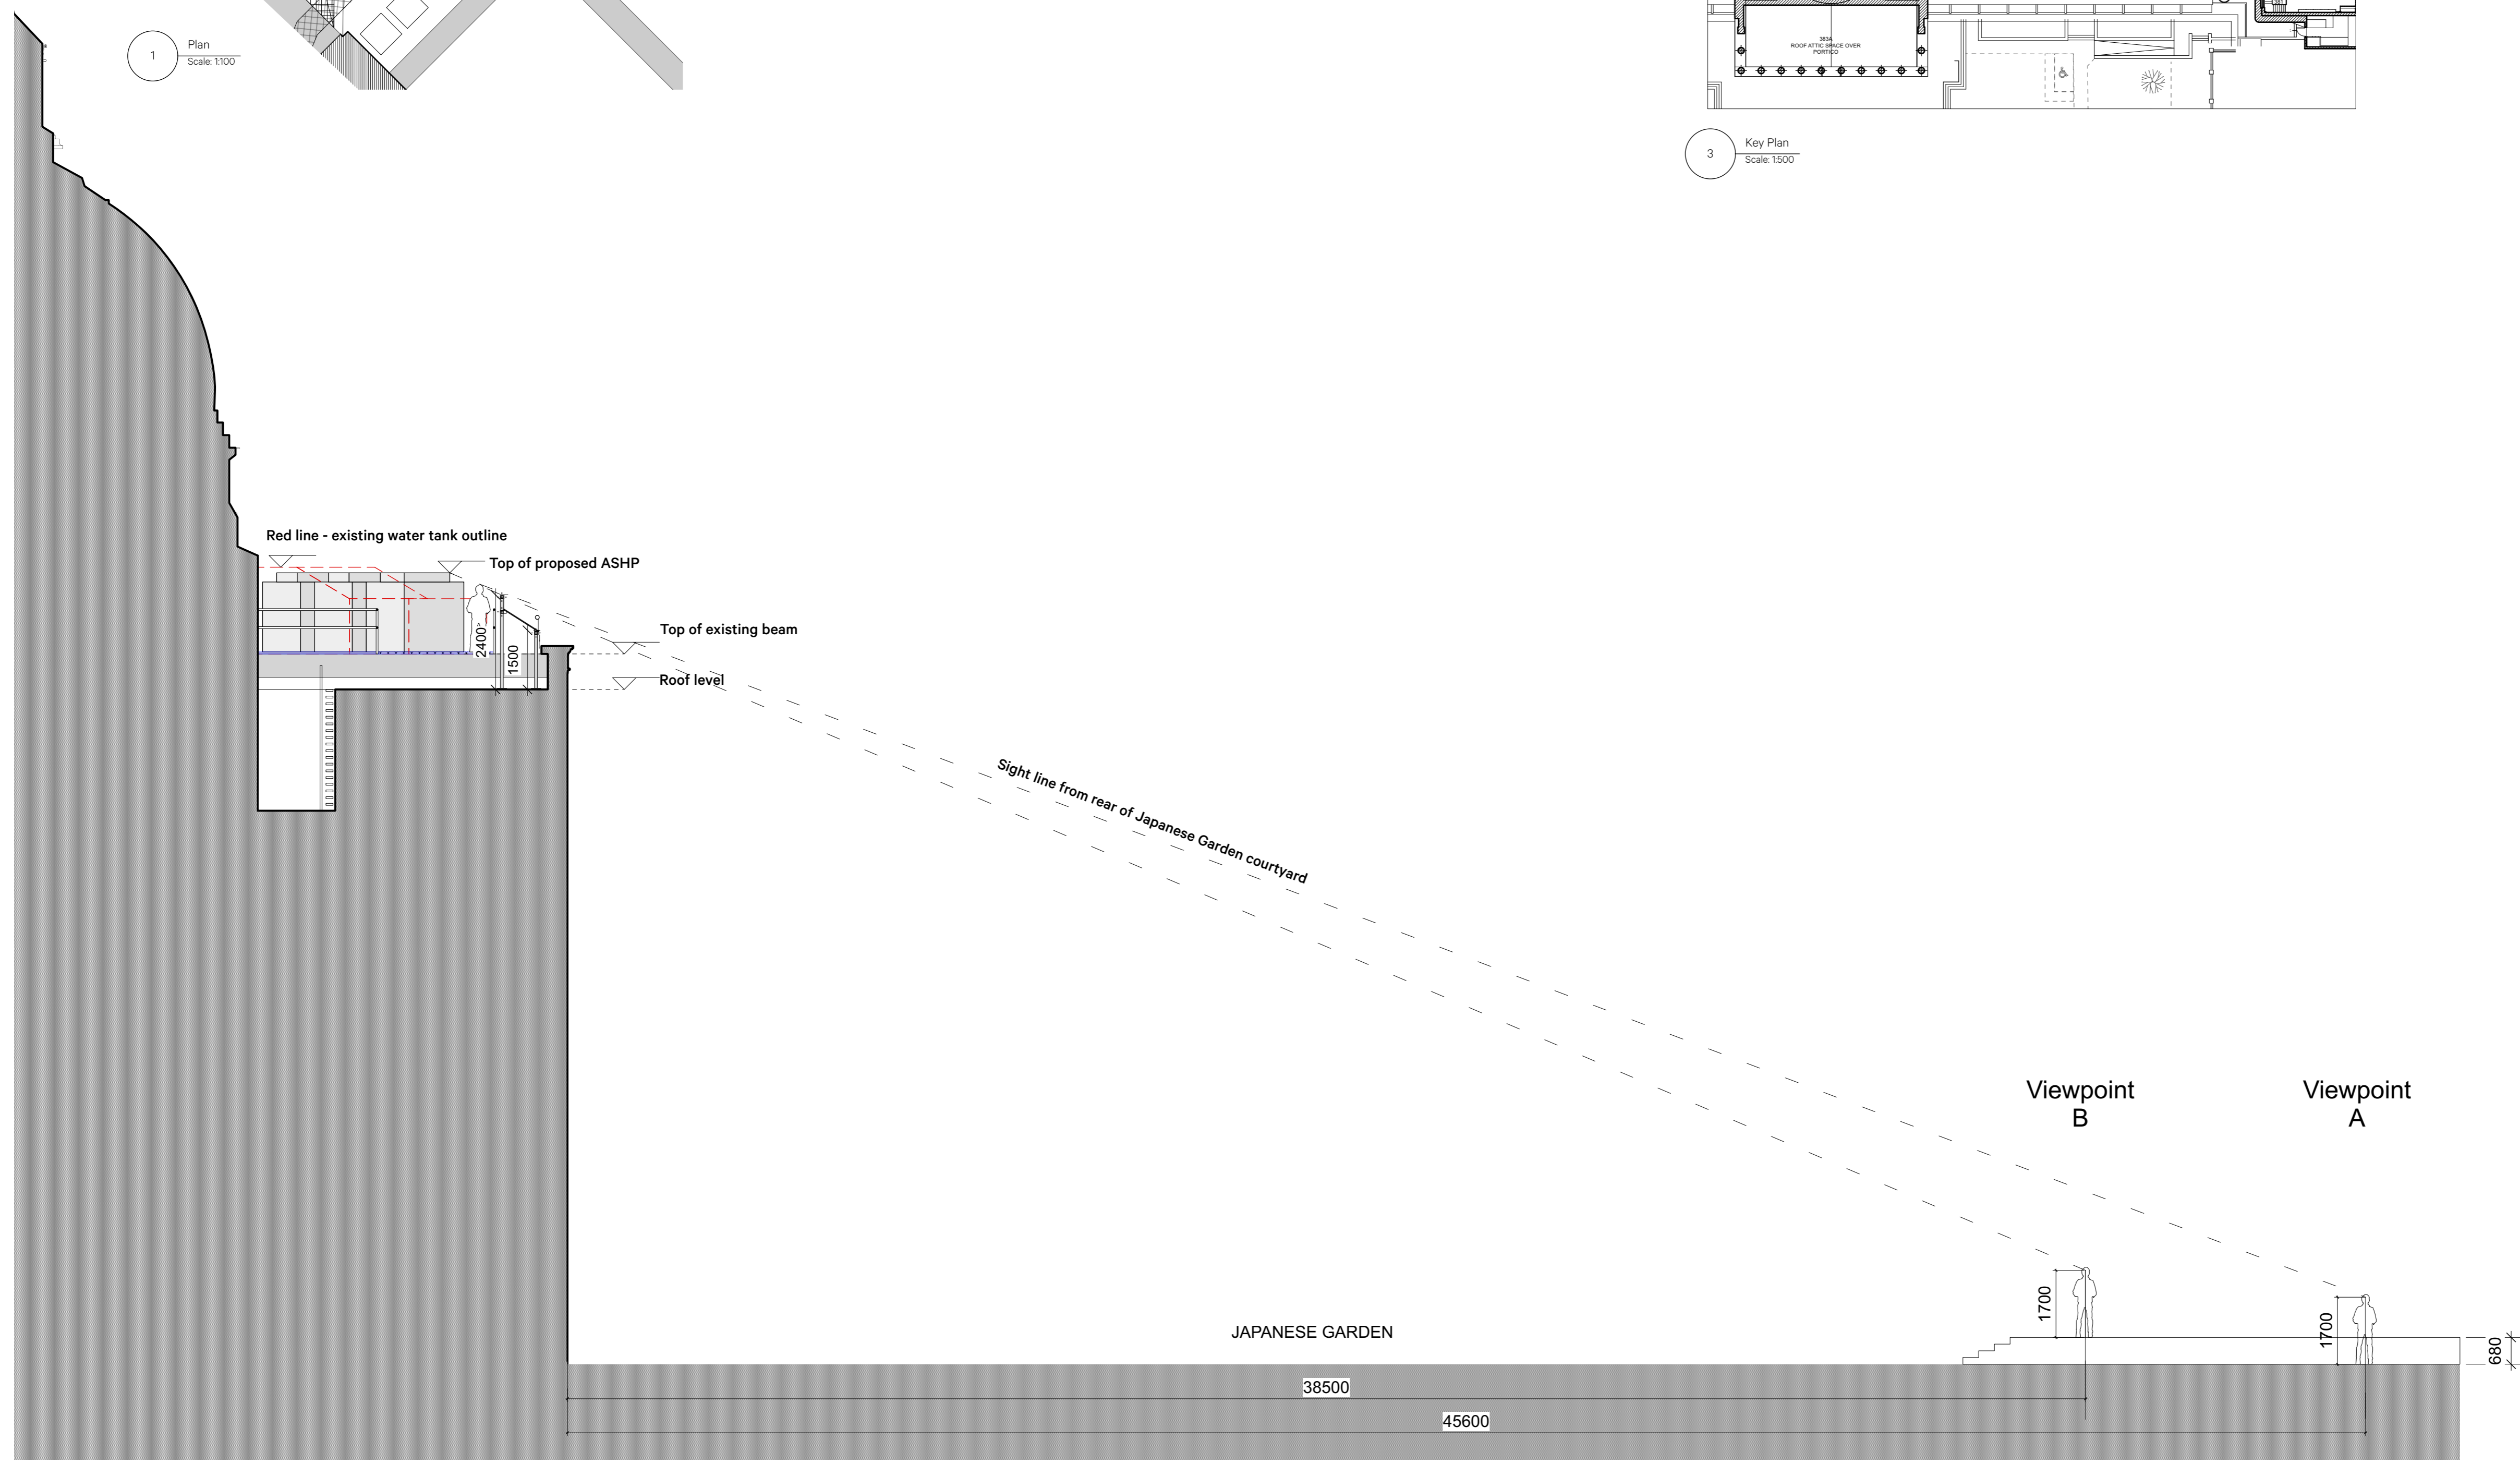 1
Plan
Scale: 1:100
381
363A
ROOF ATTIC SPACE OVER
PORTICO
3
Key Plan
Scale: 1:500
Red line - existing water tank outline
Top of proposed ASHP
2400
1500
Top of existing beam
Roof level
Sight line from rear of Japanese Garden courtyard
Viewpoint
B
Viewpoint
A
1700
1700
680
JAPANESE GARDEN
38500
45600